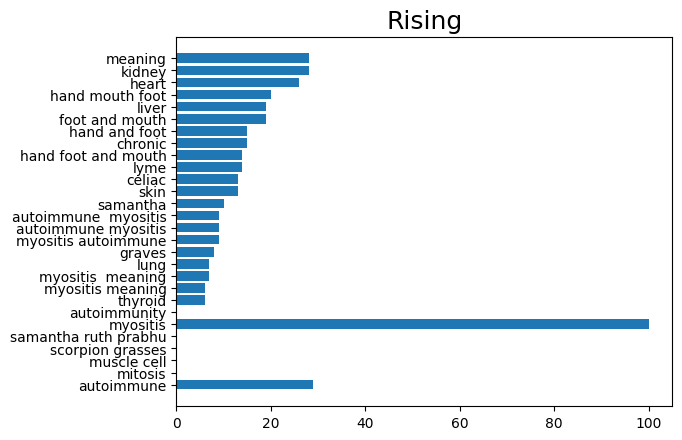 Rising
meaning
kidney
heart
hand mouth foot
liver
foot and mouth
hand and foot
chronic
hand foot and mouth
lyme
celiac
skin
samantha
autoimmune  myositis
autoimmune myositis
myositis autoimmune
graves
lung
myositis  meaning
myositis meaning
thyroid
autoimmunity
myositis
samantha ruth prabhu
scorpion grasses
muscle cell
mitosis
autoimmune
0 20 40 60 80 100